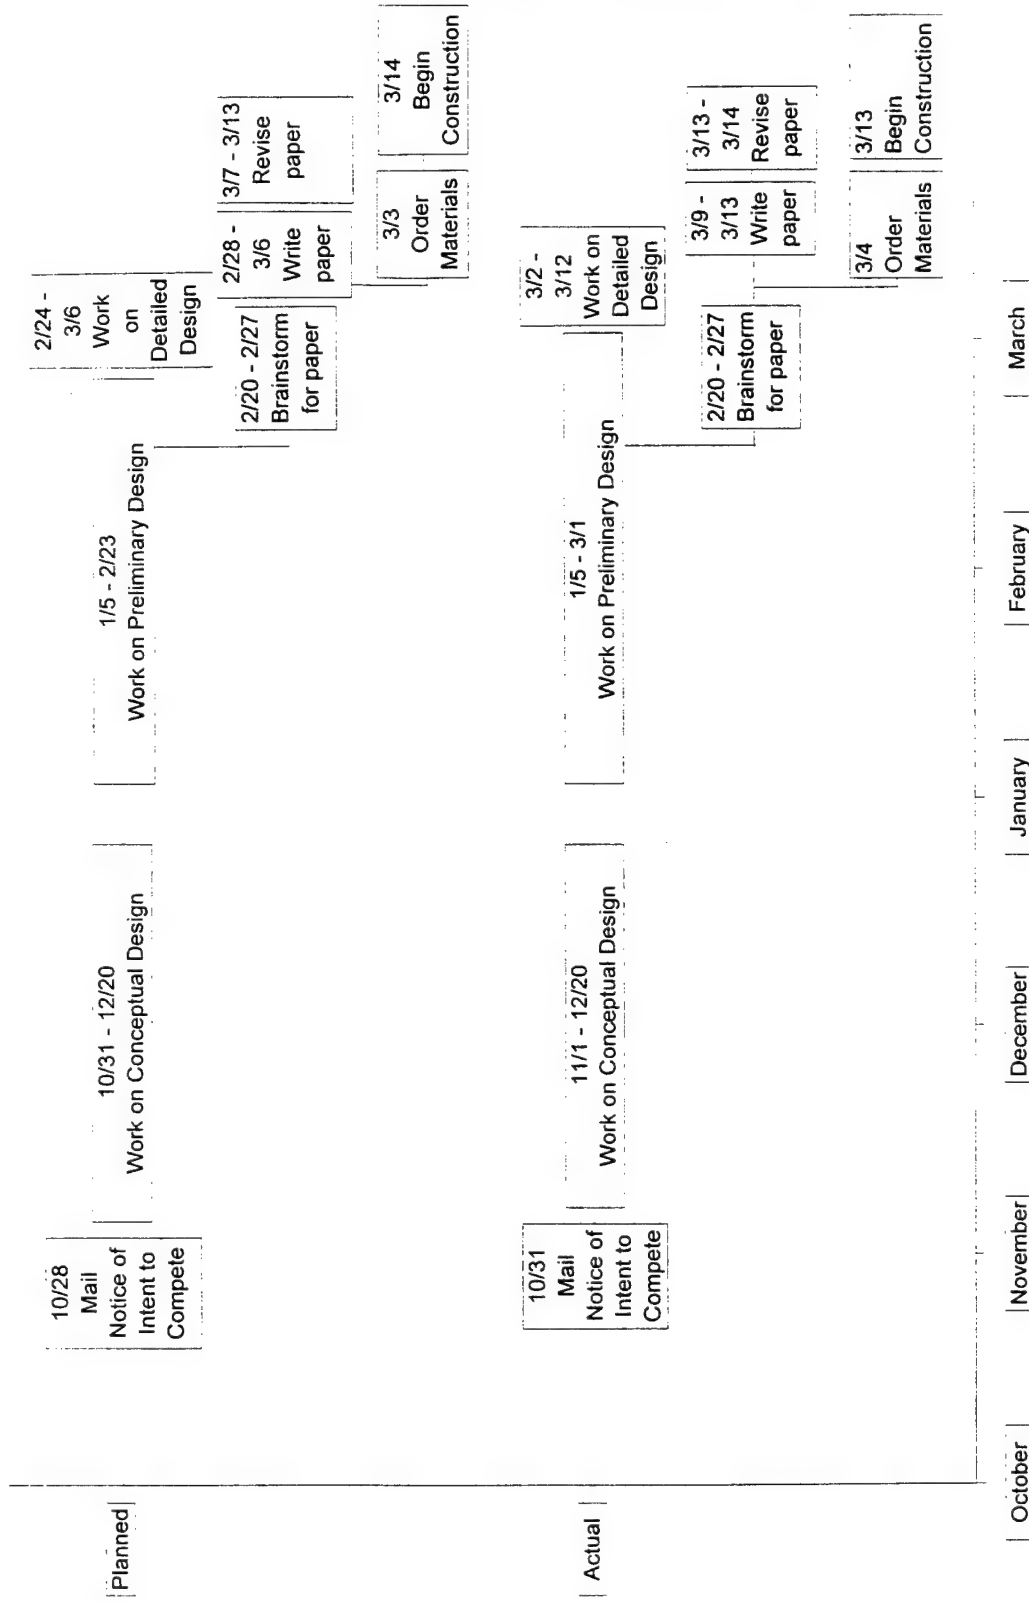 Planned
10/28
Mail
Notice of
Intent to
Compete
10/31 - 12/20
Work on Conceptual Design
1/5 - 2/23
Work on Preliminary Design
2/24 -
3/6
Work
on
Detailed
Design
2/20 - 2/27
Brainstorm
for paper
2/28 -
3/6
Write
paper
3/7 - 3/13
Revise
paper
3/3
Order
Materials
3/14
Begin
Construction
Actual
10/31
Mail
Notice of
Intent to
Compete
11/1 - 12/20
Work on Conceptual Design
1/5 - 3/1
Work on Preliminary Design
3/2 -
3/12
Work on
Detailed
Design
2/20 - 2/27
Brainstorm
for paper
3/9 -
3/13
Write
paper
3/13 -
3/14
Revise
paper
3/4
Order
Materials
3/13
Begin
Construction
October
November
December
January
February
March